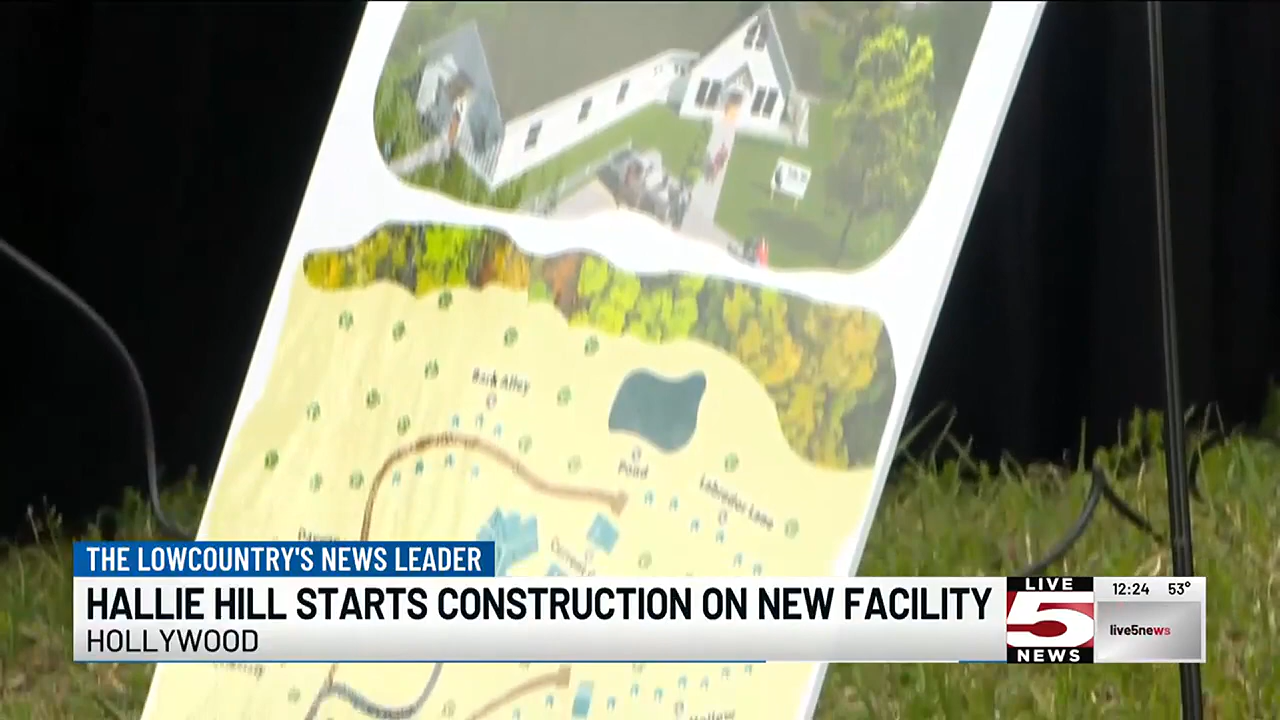 Bark Alley
Pond
Labrador Lane
THE LOWCOUNTRY'S NEWS LEADER
HALLIE HILL STARTS CONSTRUCTION ON NEW FACILITY
HOLLYWOOD
LIVE
5
NEWS
12:24 53°
live5news